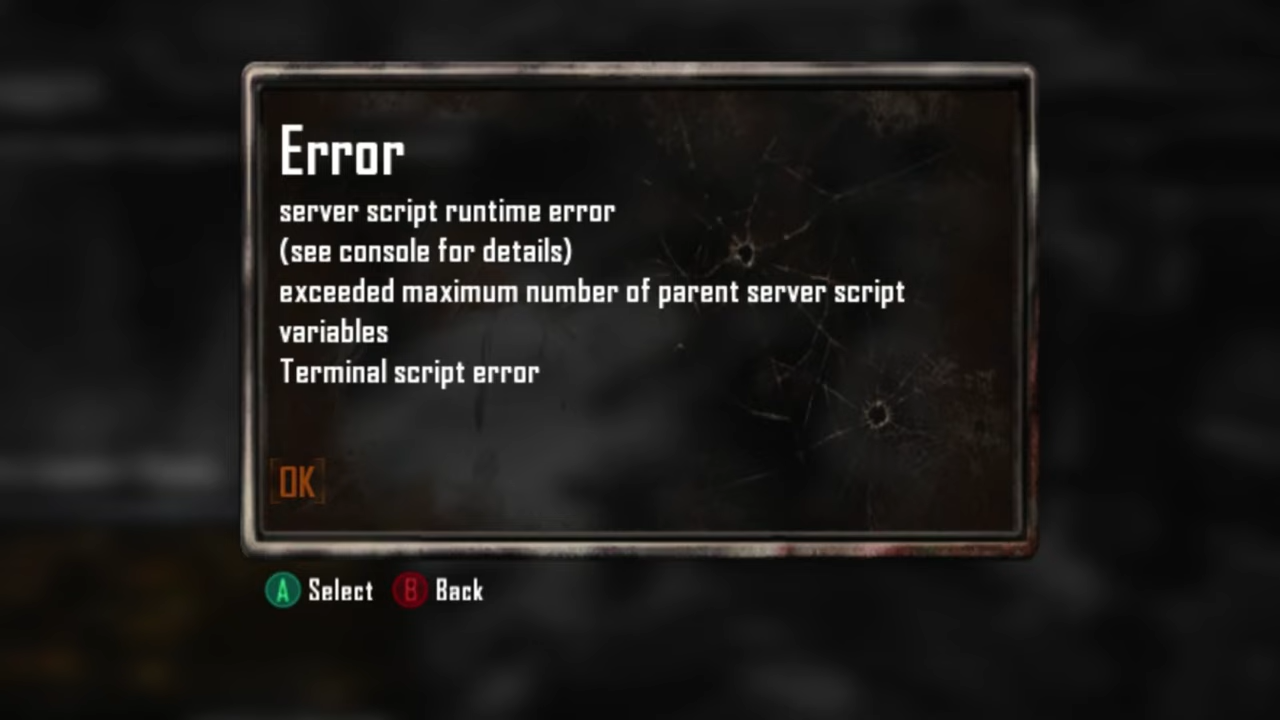 Error
server script runtime error
(see console for details)
exceeded maximum number of parent server script
variables
Terminal script error
OK
A Select B Back